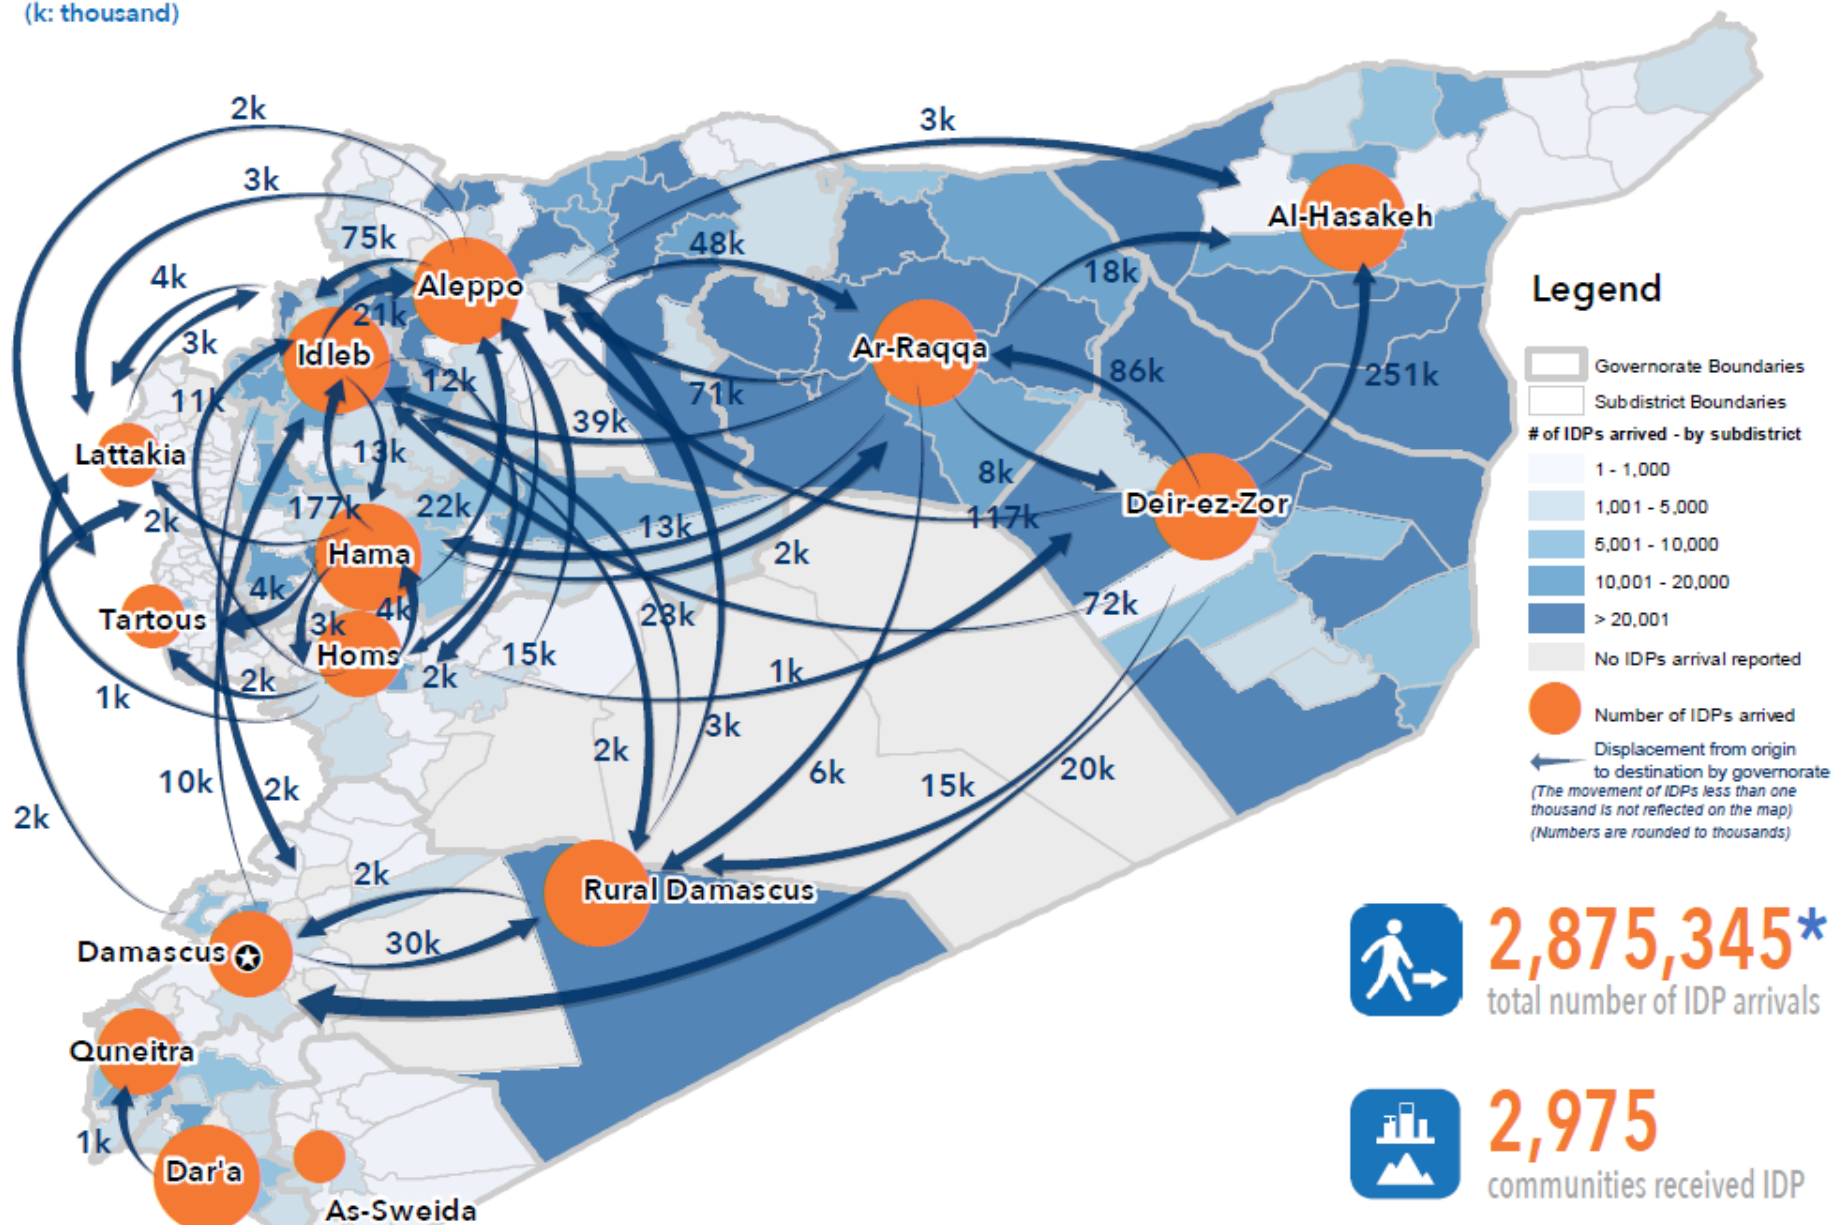 (k: thousand)
2k
3k
3k
Al-Hasakeh
75k
48k
4k
Aleppo
18k
Legend
21k
3k
Idleb
Ar-Raqqa
Governorate Boundaries
12k
71k
86k
251k
11k
Subdistrict Boundaries
39k
# of IDPs arrived - by subdistrict
Lattakia
13k
1 - 1,000
8k
177k
22k
Deir-ez-Zor
1,001 - 5,000
2k
13k
117k
Hama
2k
5,001 - 10,000
4k
10,001 - 20,000
4k
72k
Tartous
3k
23k
> 20,001
Homs
15k
No IDPs arrival reported
2k
2k
1k
1k
Number of IDPs arrived
3k
2k
Displacement from origin
to destination by governorate
10k
2k
6k
15k
20k
(The movement of IDPs less than one
thousand is not reflected on the map)
2k
(Numbers are rounded to thousands)
2k
Rural Damascus
Damascus
30k
2,875,345*
total number of IDP arrivals
Quneitra
1k
2,975
Dar'a
communities received IDP
As-Sweida